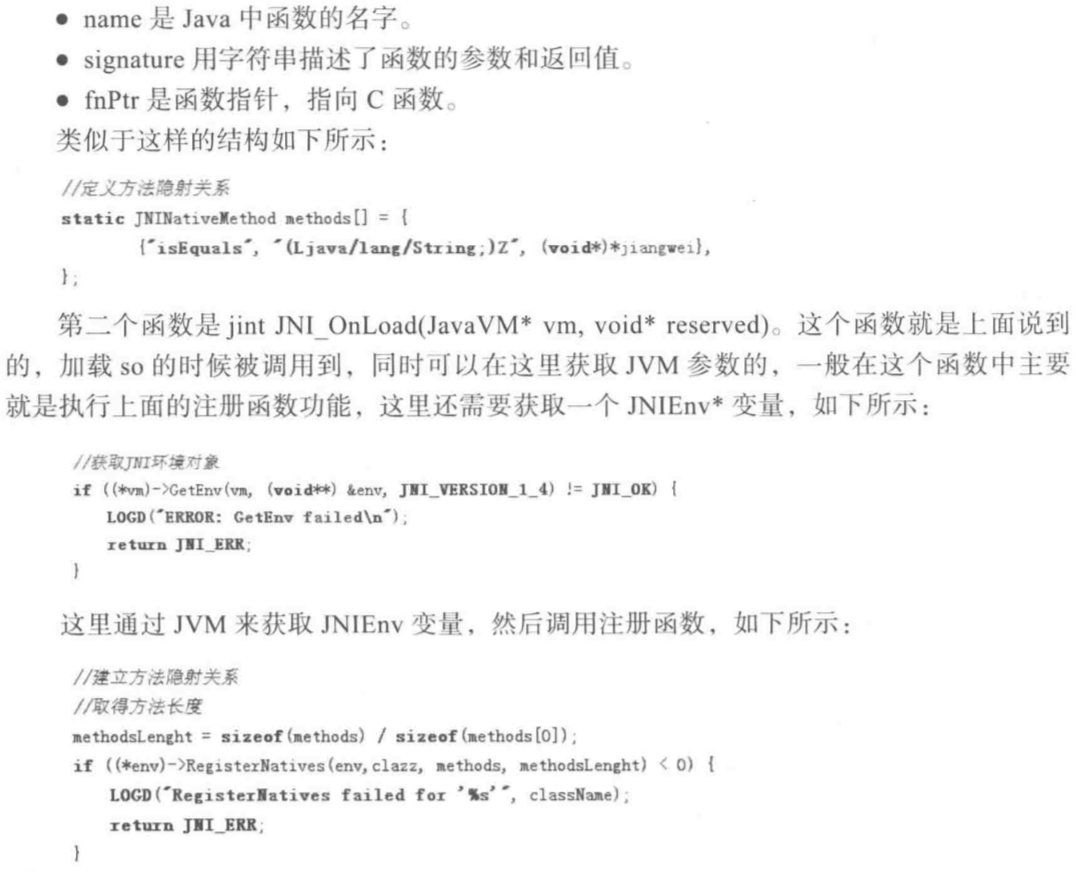 ● name 是 Java 中函数的名字。
● signature 用字符串描述了函数的参数和返回值。
● fnPtr 是函数指针，指向 C 函数。
类似于这样的结构如下所示：
//定义方法隐射关系
static JNINativeMethod methods[] = {
{"isEquals", "(Ljava/lang/String;)Z", (void*)*jiangwei},
};
第二个函数是 jint JNI_OnLoad(JavaVM* vm, void* reserved)。这个函数就是上面说到
的，加载 so 的时候被调用到，同时可以在这里获取 JVM 参数的，一般在这个函数中主要
就是执行上面的注册函数功能，这里还需要获取一个 JNIEnv* 变量，如下所示：
//获取JNI环境对象
if ((*vm)->GetEnv(vm, (void**) &env, JNI_VERSION_1_4) != JNI_OK) {
LOGD("ERROR: GetEnv failed\n");
return JNI_ERR;
}
这里通过 JVM 来获取 JNIEnv 变量，然后调用注册函数，如下所示：
//建立方法隐射关系
//取得方法长度
methodsLenght = sizeof(methods) / sizeof(methods[0]);
if ((*env)->RegisterNatives(env,clazz, methods, methodsLenght) < 0) {
LOGD("RegisterNatives failed for '%s'", className);
return JNI_ERR;
}